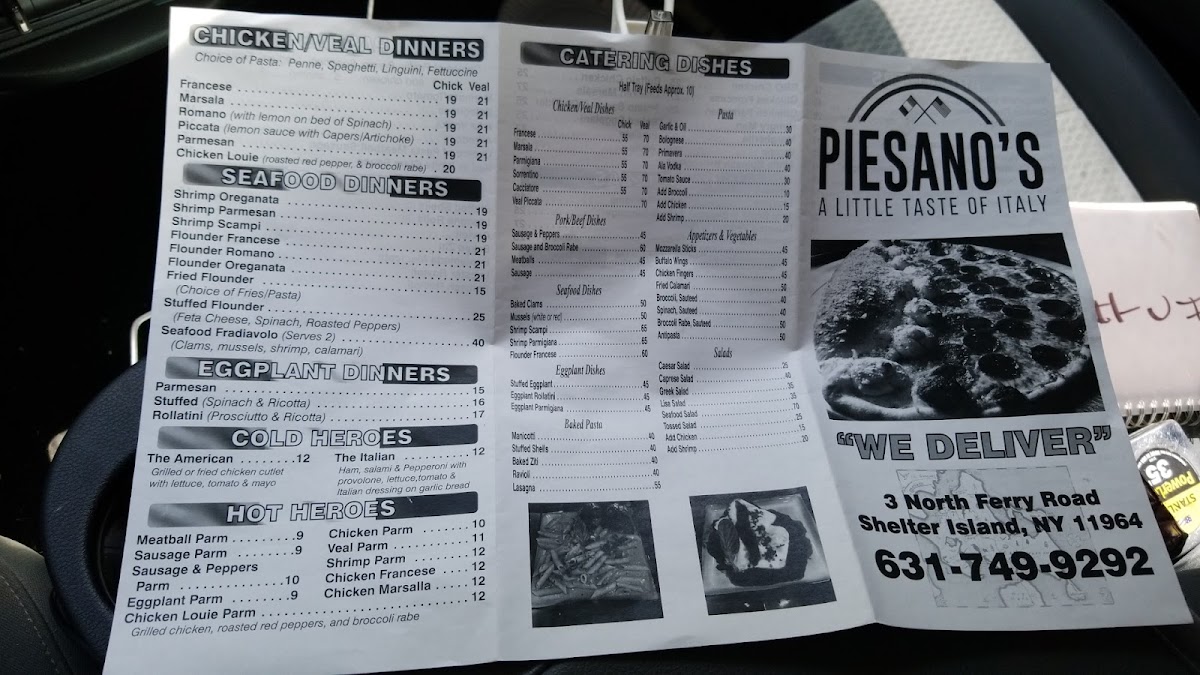 CHICKEN/VEAL DINNERS
Choice of Pasta: Penne, Spaghetti, Linguini, Fettuccine
Chick Veal
Francese 19 21
Marsala 19 21
Romano (with lemon on bed of Spinach) 19 21
Piccata (lemon sauce with Capers/Artichoke) 19 21
Parmesan 19 21
Chicken Louie (roasted red pepper, & broccoli rabe) 20
SEAFOOD DINNERS
Shrimp Oreganata 19
Shrimp Parmesan 19
Shrimp Scampi 19
Flounder Francese 21
Flounder Romano 21
Flounder Oreganata 21
Fried Flounder 15
(Choice of Fries/Pasta)
Stuffed Flounder 25
(Feta Cheese, Spinach, Roasted Peppers)
Seafood Fradiavolo (Serves 2) 40
(Clams, mussels, shrimp, calamari)
EGGPLANT DINNERS
Parmesan 15
Stuffed (Spinach & Ricotta) 16
Rollatini (Prosciutto & Ricotta) 17
COLD HEROES
The American 12
Grilled or fried chicken cutlet
with lettuce, tomato & mayo
The Italian 12
Ham, salami & Pepperoni with
provolone, lettuce,tomato &
Italian dressing on garlic bread
HOT HEROES
Meatball Parm 9
Sausage Parm 9
Sausage & Peppers
Parm 10
Eggplant Parm 9
Chicken Louie Parm 12
Grilled chicken, roasted red peppers, and broccoli rabe
Chicken Parm 10
Veal Parm 11
Shrimp Parm 12
Chicken Francese 12
Chicken Marsalla 12
CATERING DISHES
Half Tray (Feeds Approx. 10)
Chicken/Veal Dishes
Chick Veal
Francese 55 70
Marsala 55 70
Parmigiana 55 70
Sorrentino 55 70
Cacciatore 55 70
Veal Piccata 70
Pork/Beef Dishes
Sausage & Peppers 45
Sausage and Broccoli Rabe 60
Meatballs 45
Sausage 45
Seafood Dishes
Baked Clams 50
Mussels (white or red) 50
Shrimp Scampi 65
Shrimp Parmigiana 65
Flounder Francese 60
Eggplant Dishes
Stuffed Eggplant 45
Eggplant Rollatini 45
Eggplant Parmigiana 45
Baked Pasta
Manicotti 40
Stuffed Shells 40
Baked Ziti 40
Ravioli 40
Lasagna 55
Pasta
Garlic & Oil 30
Bolognese 40
Primavera 40
Ala Vodka 40
Tomato Sauce 30
Add Broccoli 10
Add Chicken 15
Add Shrimp 20
Appetizers & Vegetables
Mozzarella Sticks 45
Buffalo Wings 45
Chicken Fingers 45
Fried Calamari 50
Broccoli, Sauteed 40
Spinach, Sauteed 40
Broccoli Rabe, Sauteed 50
Antipasta 50
Salads
Caesar Salad 25
Caprese Salad 40
Greek Salad 35
Lisa Salad 35
Seafood Salad 70
Tossed Salad 25
Add Chicken 15
Add Shrimp 20
PIESANO'S
A LITTLE TASTE OF ITALY
"WE DELIVER"
3 North Ferry Road
Shelter Island, NY 11964
631-749-9292
35